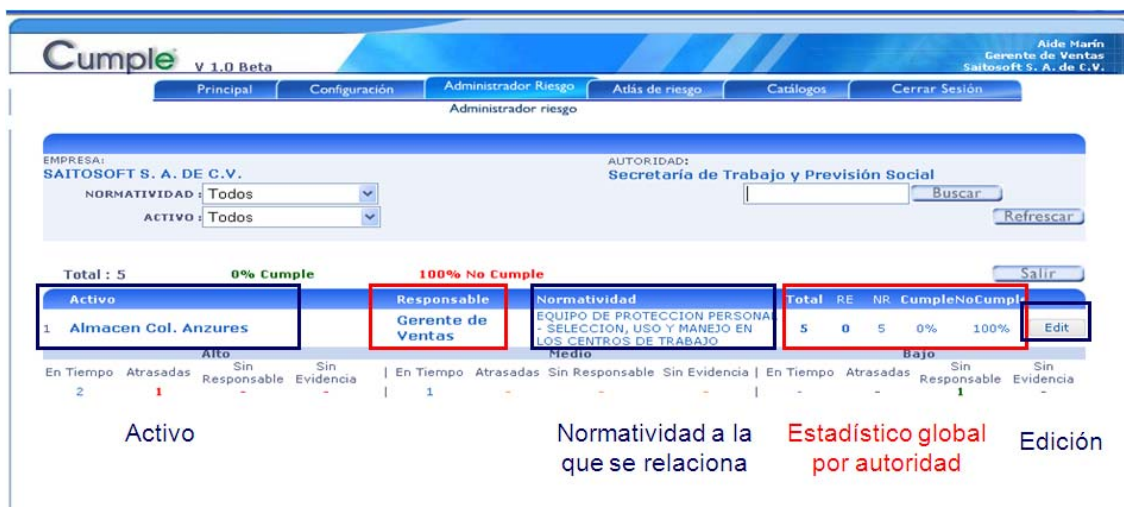 Cumple V 1.0 Beta
Aide Marín
Gerente de Ventas
Saitosoft S. A. de C.V.
Principal Configuración Administrador Riesgo Atlás de riesgo Catálogos Cerrar Sesión
Administrador riesgo
EMPRESA:
SAITOSOFT S. A. DE C.V.
AUTORIDAD:
Secretaría de Trabajo y Previsión Social
NORMATIVIDAD : Todos
Buscar
ACTIVO : Todos
Refrescar
Total : 5 0% Cumple 100% No Cumple Salir
Activo Responsable Normatividad Total RE NR Cumple NoCumple
1 Almacen Col. Anzures
Gerente de
Ventas
EQUIPO DE PROTECCION PERSONAL
- SELECCION, USO Y MANEJO EN
LOS CENTROS DE TRABAJO
5 0 5 0% 100% Edit
Alto Medio Bajo
En Tiempo Atrasadas Sin Responsable Sin Evidencia | En Tiempo Atrasadas Sin Responsable Sin Evidencia | En Tiempo Atrasadas Sin Responsable Sin Evidencia
2 1 - - | 1 - - - | - - 1 -
Activo
Normatividad a la
que se relaciona
Estadístico global
por autoridad
Edición